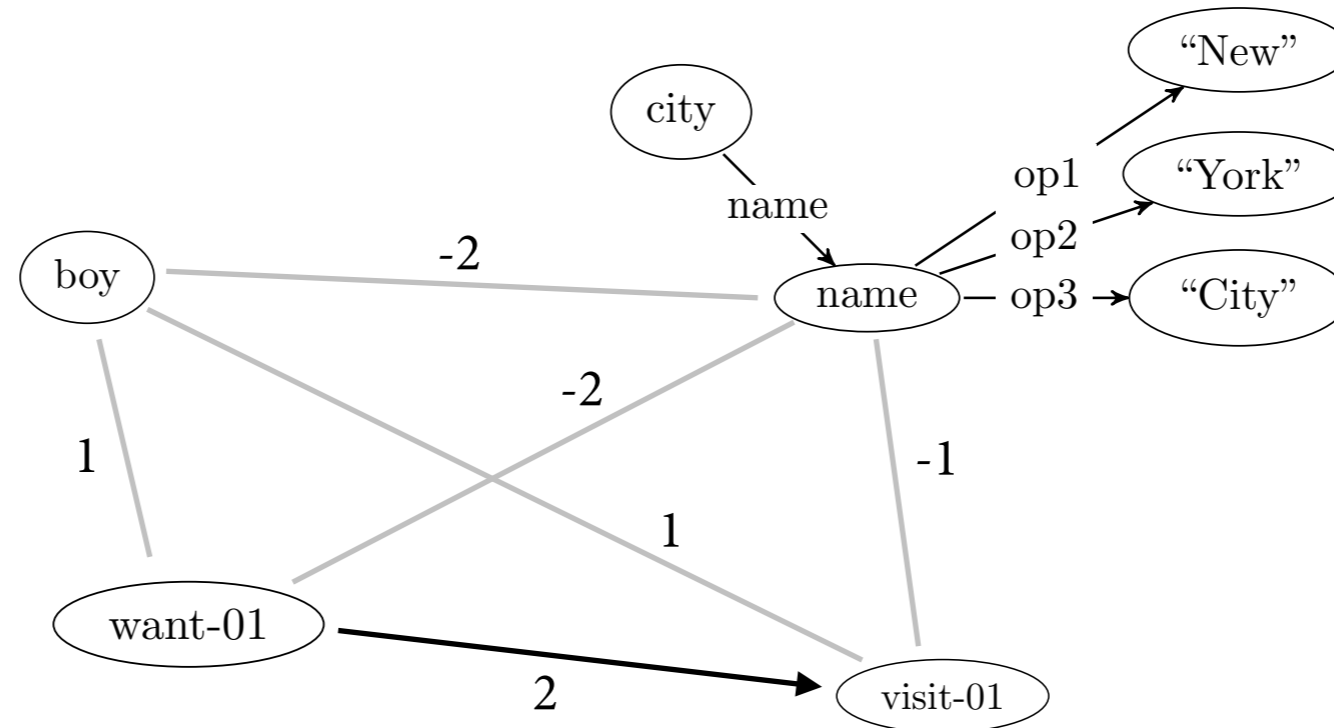 “New”
city
op1
“York”
name
op2
-2
boy
name
op3
“City”
-2
1
-1
1
want-01
2
visit-01